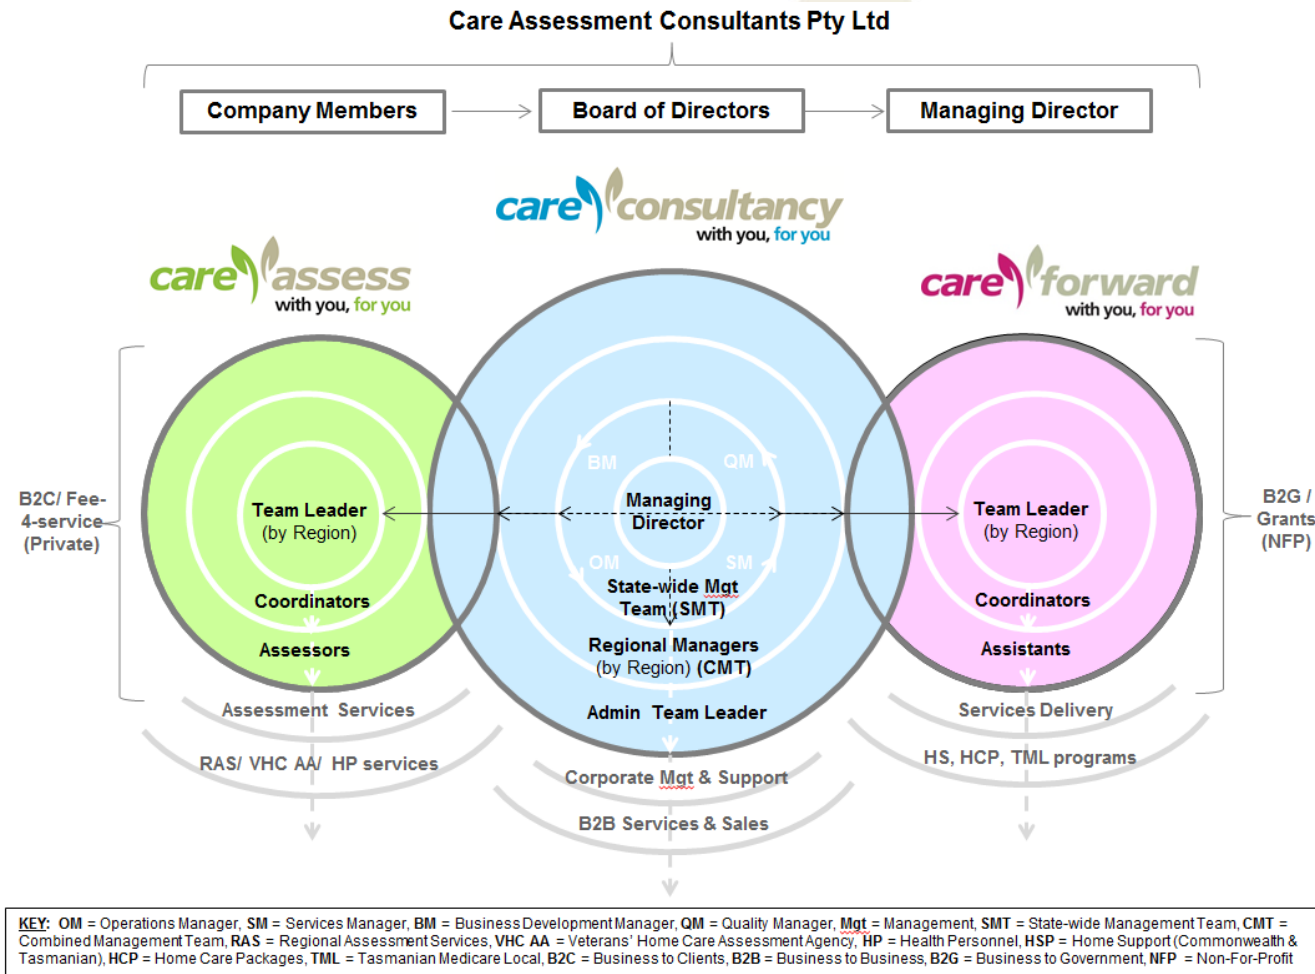 Care Assessment Consultants Pty Ltd
Company Members
Board of Directors
Managing Director
care consultancy
with you, for you
care assess
with you, for you
care forward
with you, for you
B2C/ Fee-
4-service
(Private)
Team Leader
(by Region)
Coordinators
Assessors
BM
QM
Managing
Director
OM
SM
State-wide Mgt
Team (SMT)
Regional Managers
(by Region) (CMT)
Admin Team Leader
Team Leader
(by Region)
Coordinators
Assistants
B2G /
Grants
(NFP)
Assessment Services
RAS/ VHC AA/ HP services
Corporate Mgt & Support
B2B Services & Sales
Services Delivery
HS, HCP, TML programs
KEY: OM = Operations Manager, SM = Services Manager, BM = Business Development Manager, QM = Quality Manager, Mgt = Management, SMT = State-wide Management Team, CMT =
Combined Management Team, RAS = Regional Assessment Services, VHC AA = Veterans' Home Care Assessment Agency, HP = Health Personnel, HSP = Home Support (Commonwealth &
Tasmanian), HCP = Home Care Packages, TML = Tasmanian Medicare Local, B2C = Business to Clients, B2B = Business to Business, B2G = Business to Government, NFP = Non-For-Profit